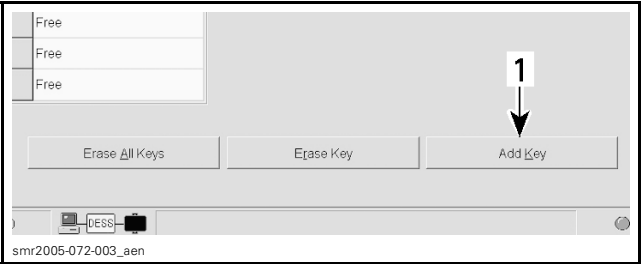 Free
Free
Free
1
Erase All Keys Erase Key Add Key
DESS
smr2005-072-003_aen